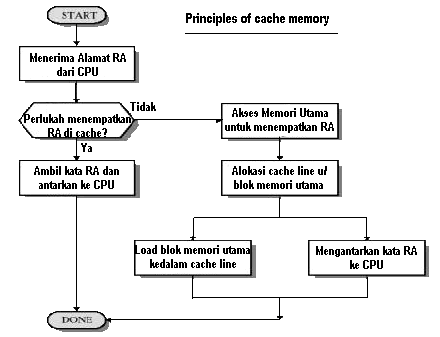 START
Principles of cache memory
Menerima Alamat RA
dari CPU
Perlukah menempatkan
RA di cache?
Tidak
Ya
Akses Memori Utama
untuk menempatkan RA
Ambil kata RA dan
antarkan ke CPU
Alokasi cache line u/
blok memori utama
Load blok memori utama
kedalam cache line
Mengantarkan kata RA
ke CPU
DONE